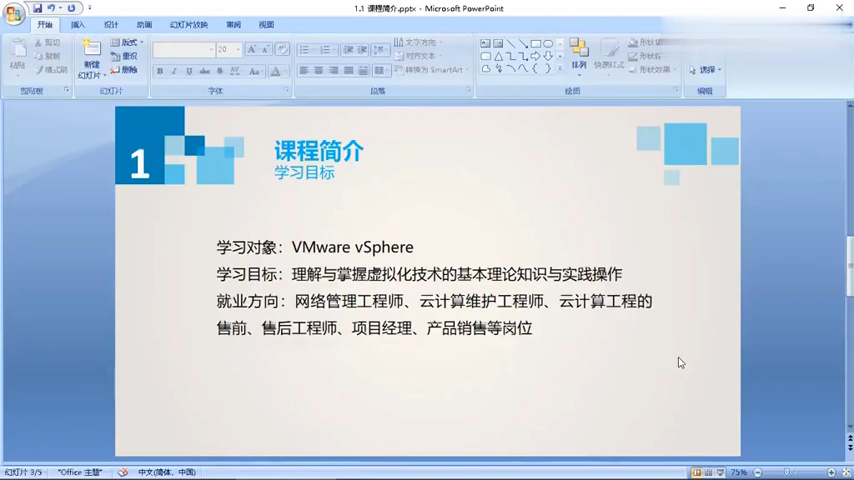 1.1 课程简介.pptx - Microsoft PowerPoint
开始 插入 设计 动画 幻灯片放映 审阅 视图
剪切
复制
格式刷
粘贴
剪贴板
新建
幻灯片
版式
重设
删除
幻灯片
20
B I U abc S AV Aa A
字体
文字方向
对齐文本
转换为 SmartArt
段落
排列
快速样式
形状效果
绘图
选择
编辑
1
课程简介
学习目标
学习对象：VMware vSphere
学习目标：理解与掌握虚拟化技术的基本理论知识与实践操作
就业方向：网络管理工程师、云计算维护工程师、云计算工程的
售前、售后工程师、项目经理、产品销售等岗位
幻灯片 3/5 "Office 主题" 中文(简体，中国) 75%